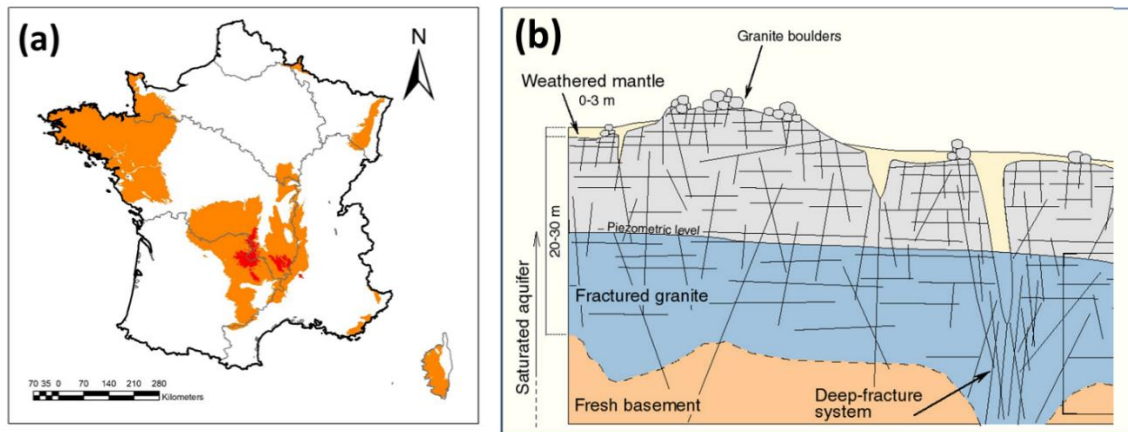 (a)
N
70 35 0 70 140 210 280
Kilometers
(b)
Granite boulders
Weathered mantle
0-3 m
20-30 m
Piezometric level
Saturated aquifer
Fractured granite
Fresh basement
Deep-fracture
system